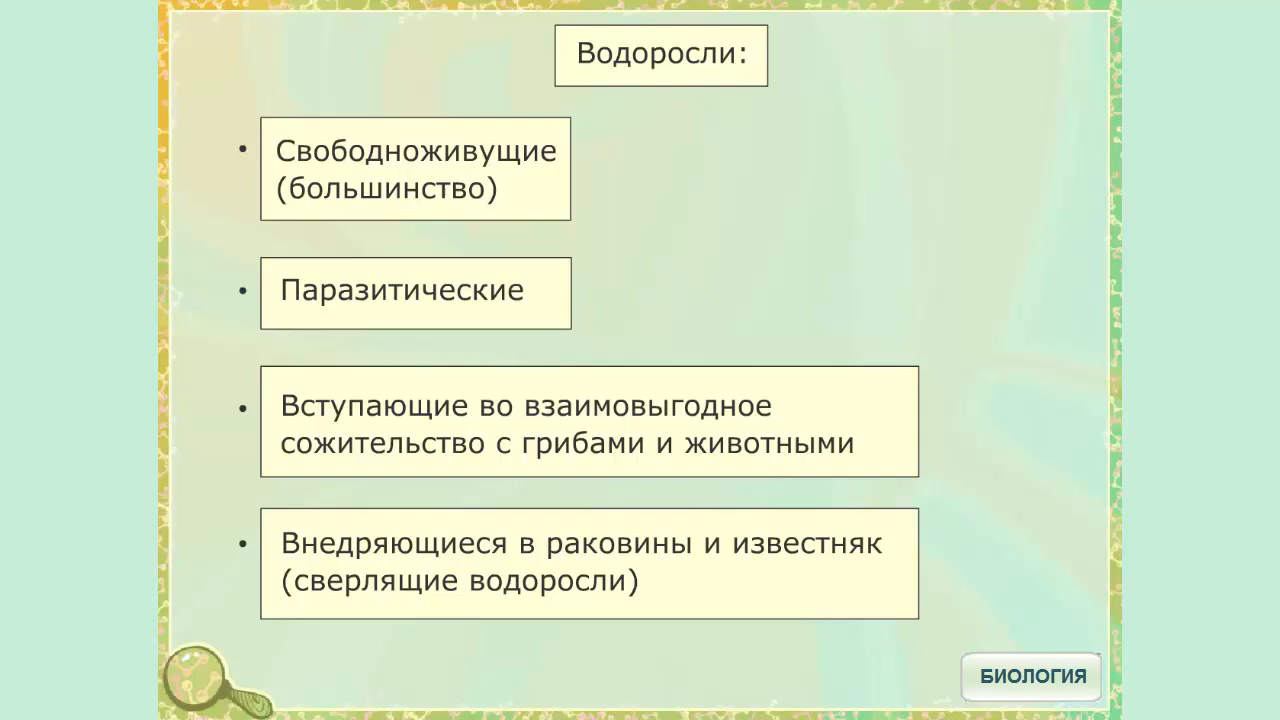 Водоросли:
• Свободноживущие
(большинство)
• Паразитические
• Вступающие во взаимовыгодное
сожительство с грибами и животными
• Внедряющиеся в раковины и известняк
(сверлящие водоросли)
БИОЛОГИЯ